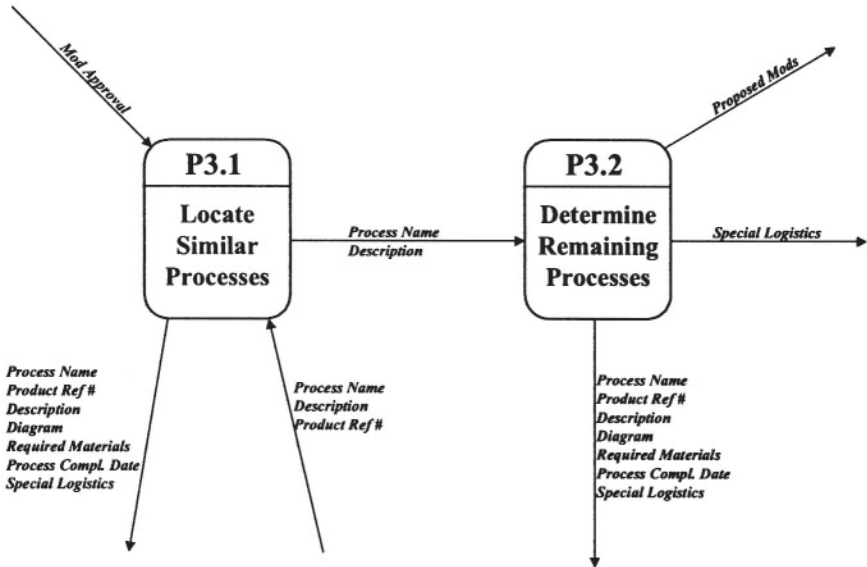 Mod Approval
Proposed Mods
P3.1
Locate
Similar
Processes
Process Name
Description
P3.2
Determine
Remaining
Processes
Special Logistics
Process Name
Product Ref #
Description
Diagram
Required Materials
Process Compl. Date
Special Logistics
Process Name
Description
Product Ref #
Process Name
Product Ref #
Description
Diagram
Required Materials
Process Compl. Date
Special Logistics